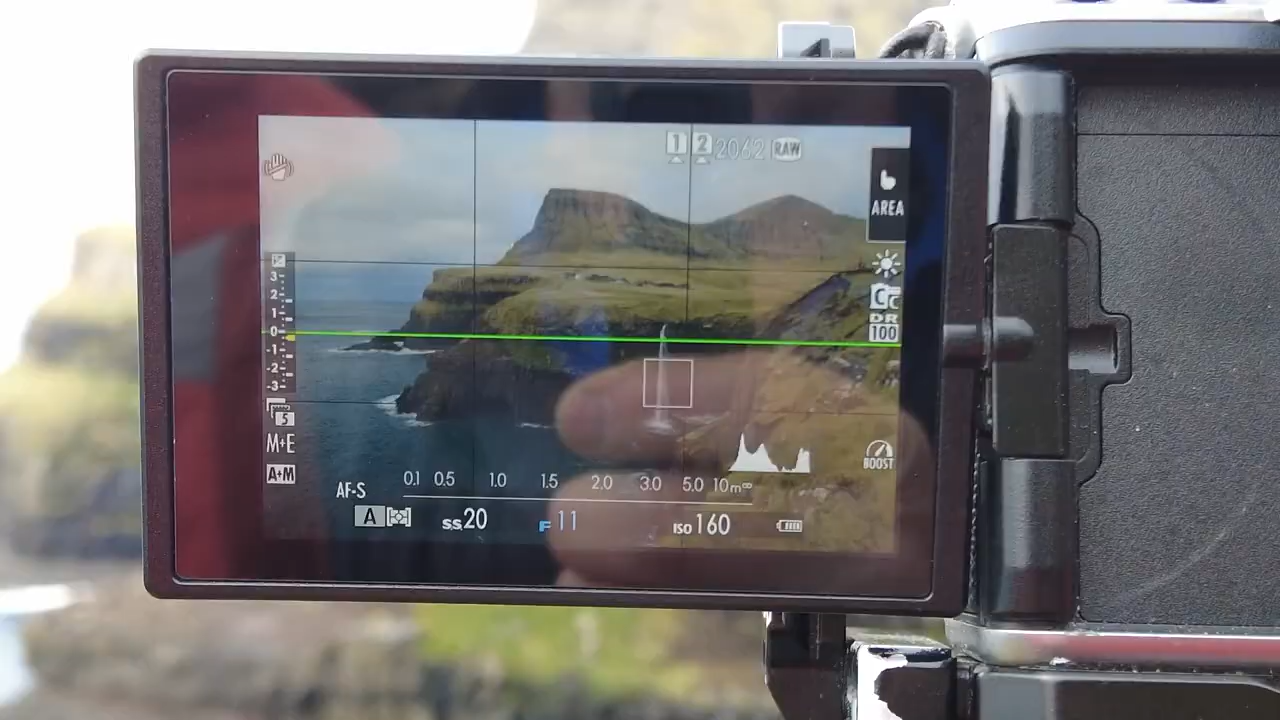 1 2 2062 RAW
AREA
3
2
1
0
-1
-2
-3
DR
100
5
M+E
A+M
BOOST
0.1 0.5 1.0 1.5 2.0 3.0 5.0 10m∞
AF-S
A SS20 F11 ISO160